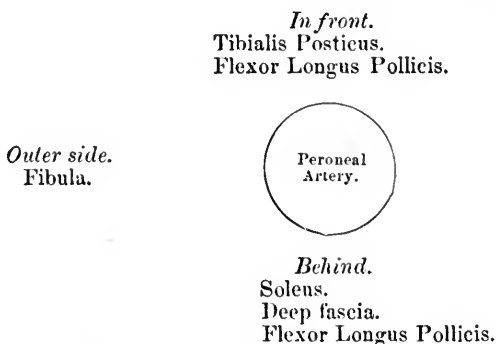 In front.
Tibialis Posticus.
Flexor Longus Pollicis.
Outer side.
Fibula.
Peroneal
Artery.
Behind.
Soleus.
Deep fascia.
Flexor Longus Pollicis.